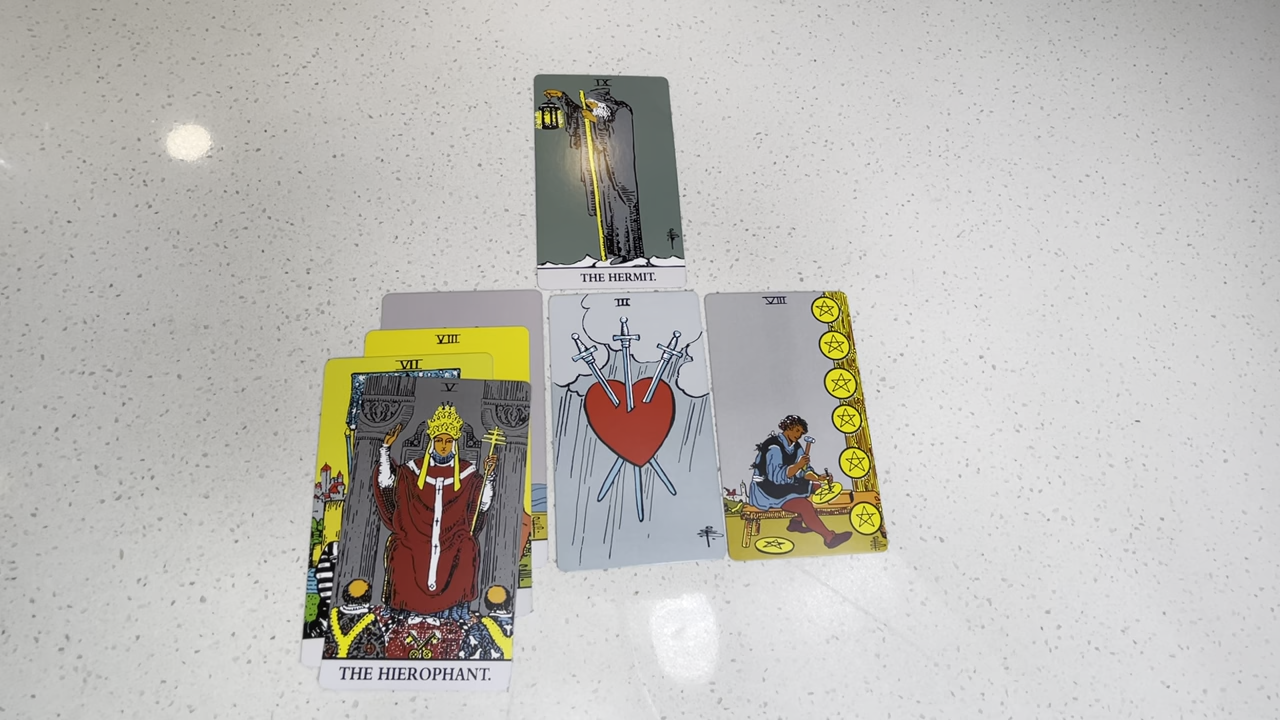 IX
THE HERMIT.
III
VIII
VIII
VII
V
THE HIEROPHANT.